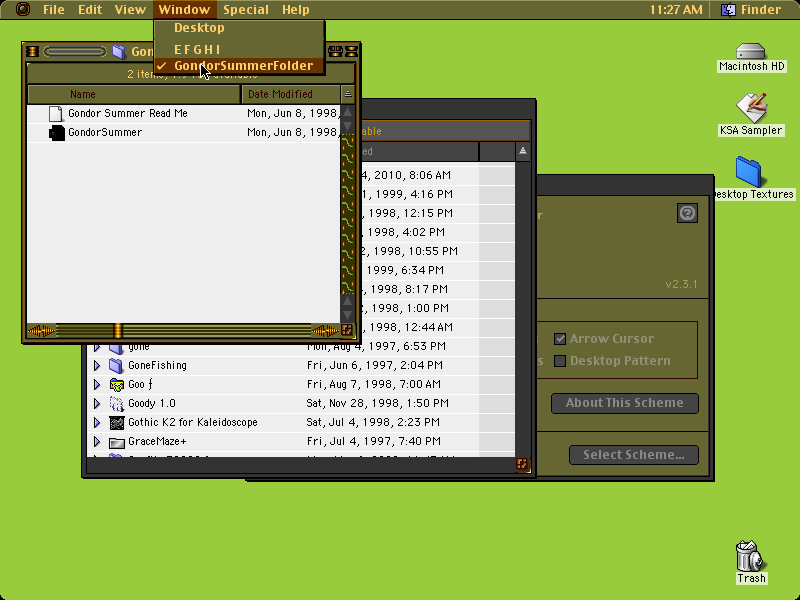 File Edit View Window Special Help 11:27 AM Finder
Desktop
E F G H I
✓ GondorSummerFolder
Gon
2 items,
Name Date Modified
Gondor Summer Read Me Mon, Jun 8, 1998,
GondorSummer Mon, Jun 8, 1998,
able
ed
4, 2010, 8:06 AM
1, 1999, 4:16 PM
, 1998, 12:15 PM
, 1998, 4:02 PM
2, 1998, 10:55 PM
, 1999, 6:34 PM
, 1998, 8:17 PM
, 1998, 1:00 PM
, 1998, 12:44 AM
gone Mon, Aug 4, 1997, 6:53 PM
GoneFishing Fri, Jun 6, 1997, 2:04 PM
Goo ƒ Fri, Aug 7, 1998, 7:00 AM
Goody 1.0 Sat, Nov 28, 1998, 1:50 PM
Gothic K2 for Kaleidoscope Sat, Jul 4, 1998, 2:23 PM
GraceMaze+ Fri, Jul 4, 1997, 7:40 PM
r
v2.3.1
s Arrow Cursor
s Desktop Pattern
About This Scheme
Select Scheme...
Macintosh HD
KSA Sampler
esktop Textures
Trash